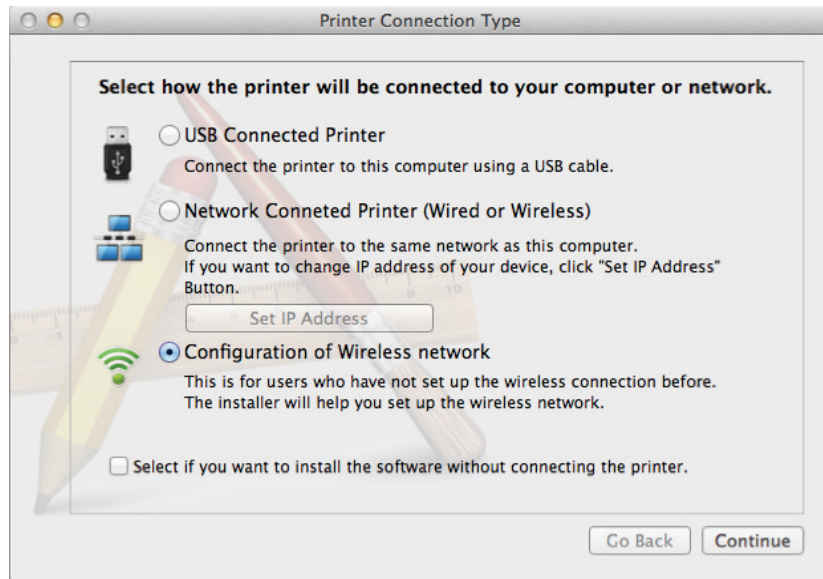 Printer Connection Type
Select how the printer will be connected to your computer or network.
USB Connected Printer
Connect the printer to this computer using a USB cable.
Network Conneted Printer (Wired or Wireless)
Connect the printer to the same network as this computer.
If you want to change IP address of your device, click "Set IP Address"
Button.
Set IP Address
Configuration of Wireless network
This is for users who have not set up the wireless connection before.
The installer will help you set up the wireless network.
Select if you want to install the software without connecting the printer.
Go Back
Continue